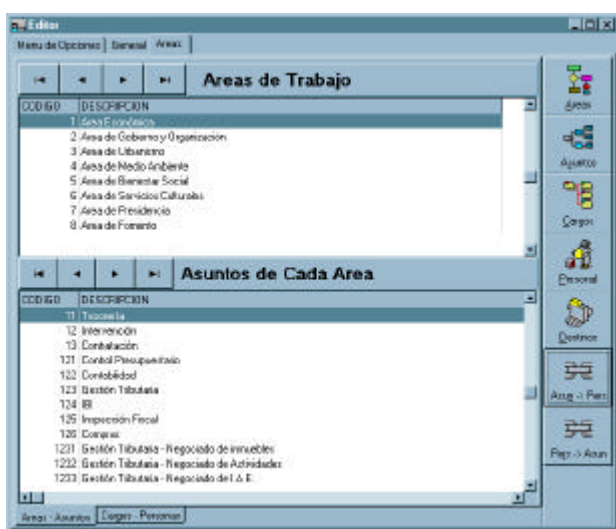 Editor
Menu de Opciones General Areas
Areas de Trabajo
CODIGO DESCRIPCION
1 Area Económica
2 Area de Gobierno y Organización
3 Area de Urbanismo
4 Area de Medio Ambiente
5 Area de Bienestar Social
6 Area de Servicios Culturales
7 Area de Presidencia
8 Area de Fomento
Asuntos de Cada Area
CODIGO DESCRIPCION
11 Tesorería
12 Intervención
13 Contratación
121 Control Presupuestario
122 Contabilidad
123 Gestión Tributaria
124 IBI
125 Inspección Fiscal
126 Compras
1231 Gestión Tributaria - Negociado de inmuebles
1232 Gestión Tributaria - Negociado de Actividades
1233 Gestión Tributaria - Negociado de I.A.E.
Areas - Asuntos Cargos - Personas
Areas
Asuntos
Cargos
Personal
Destinos
Asun -> Pers
Pers -> Asun